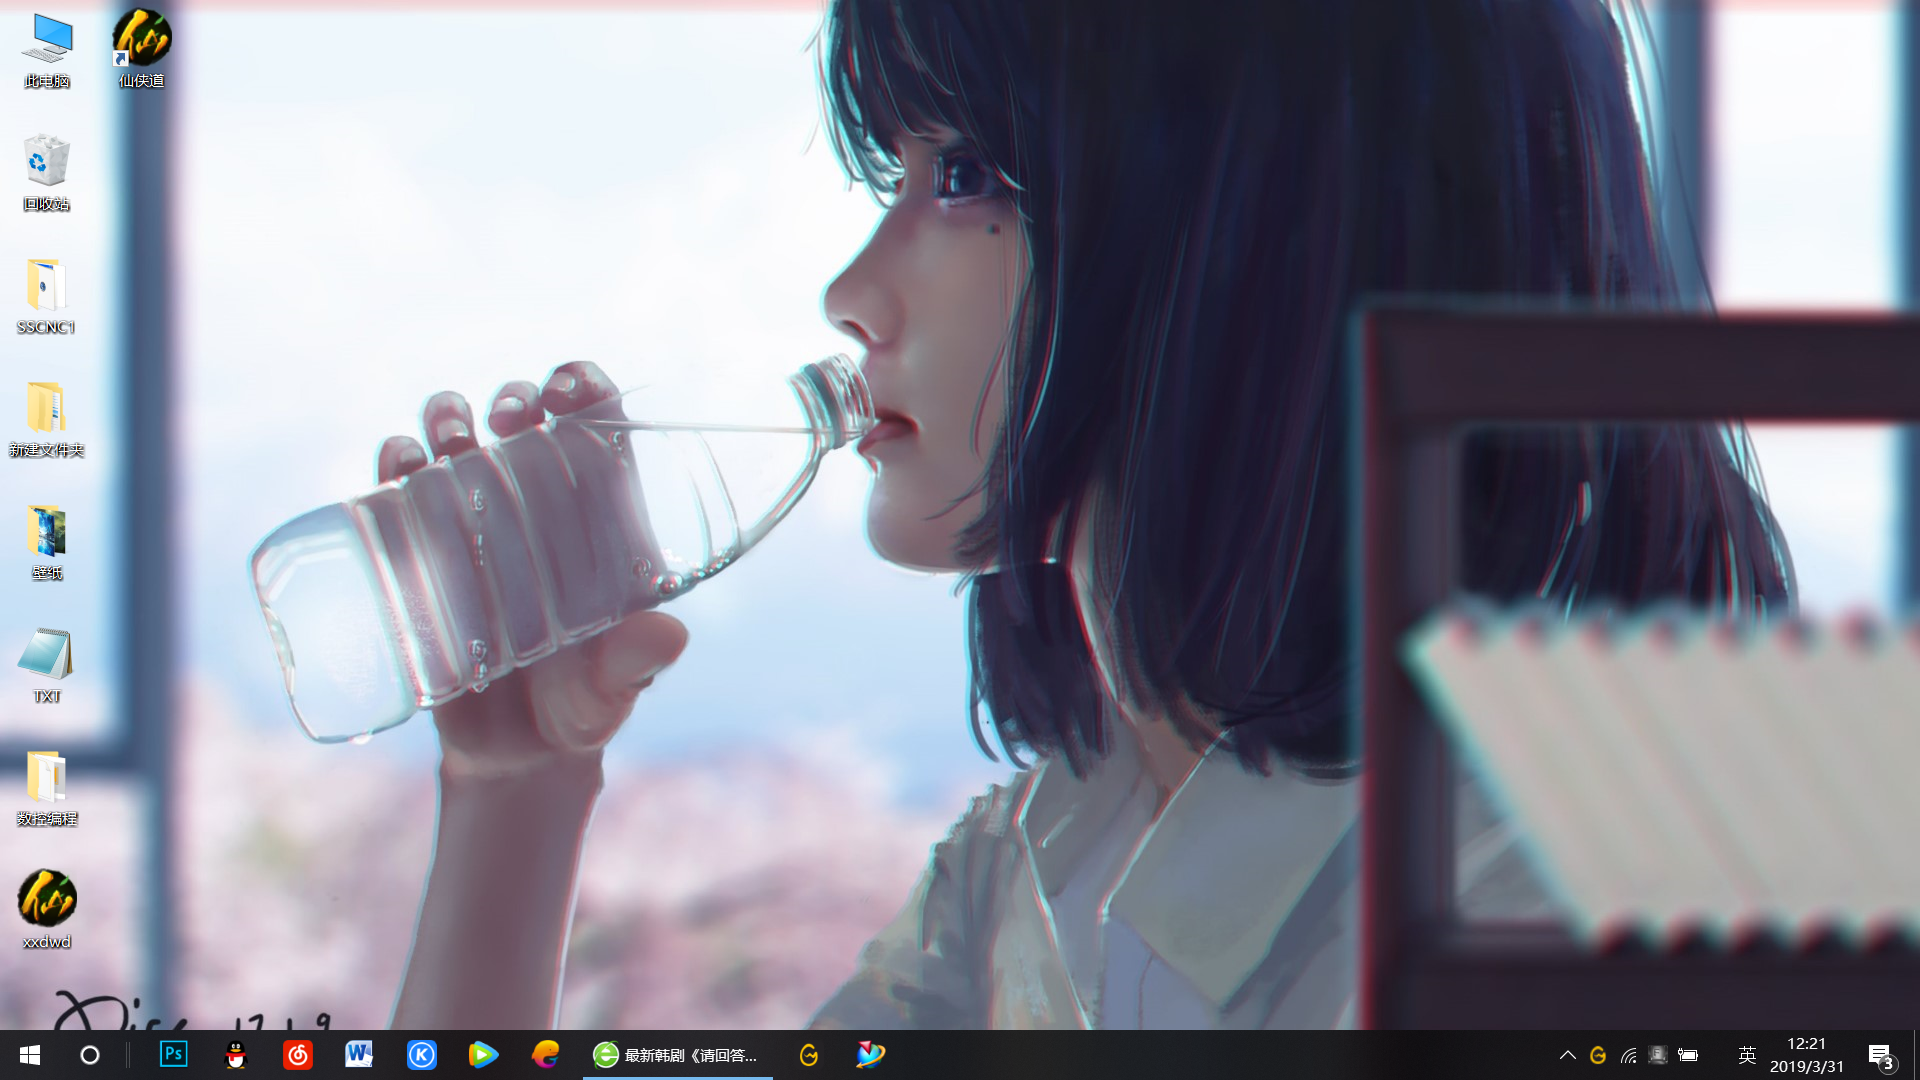 此电脑
仙侠道
回收站
SSCNC1
新建文件夹
壁纸
TXT
数控编程
xxdwd
Ps
W
K
最新韩剧《请回答...
英
12:21
2019/3/31
3